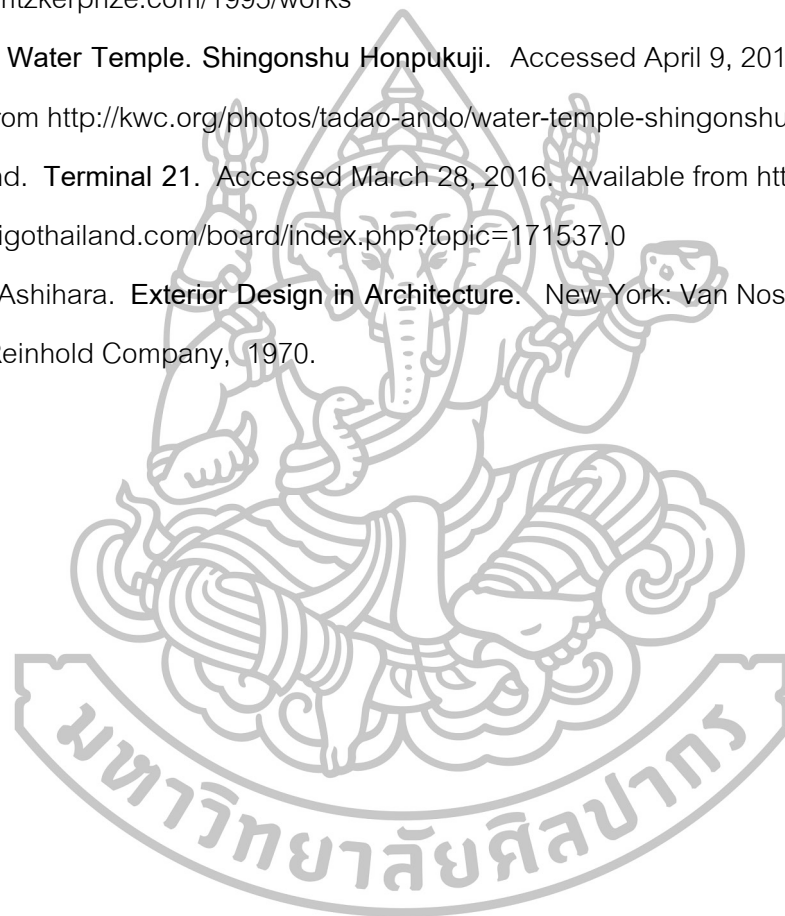 ntzkerprize.com/1995/works
Water Temple. Shingonshu Honpukuji. Accessed April 9, 201
rom http://kwc.org/photos/tadao-ando/water-temple-shingonshu
nd. Terminal 21. Accessed March 28, 2016. Available from htt
igothailand.com/board/index.php?topic=171537.0
Ashihara. Exterior Design in Architecture. New York: Van Nos
Reinhold Company, 1970.
มหาวิทยาลัยศิลปากร